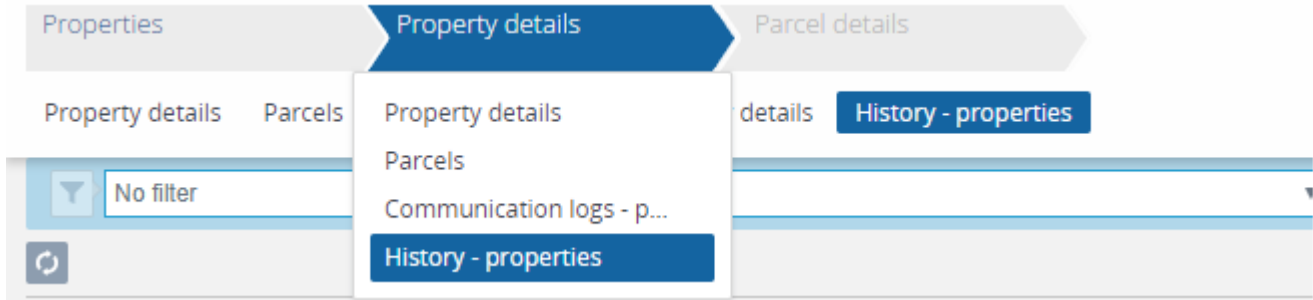 Properties
Property details
Parcel details
Property details
Parcels
details
History - properties
Property details
Parcels
Communication logs - p...
History - properties
No filter